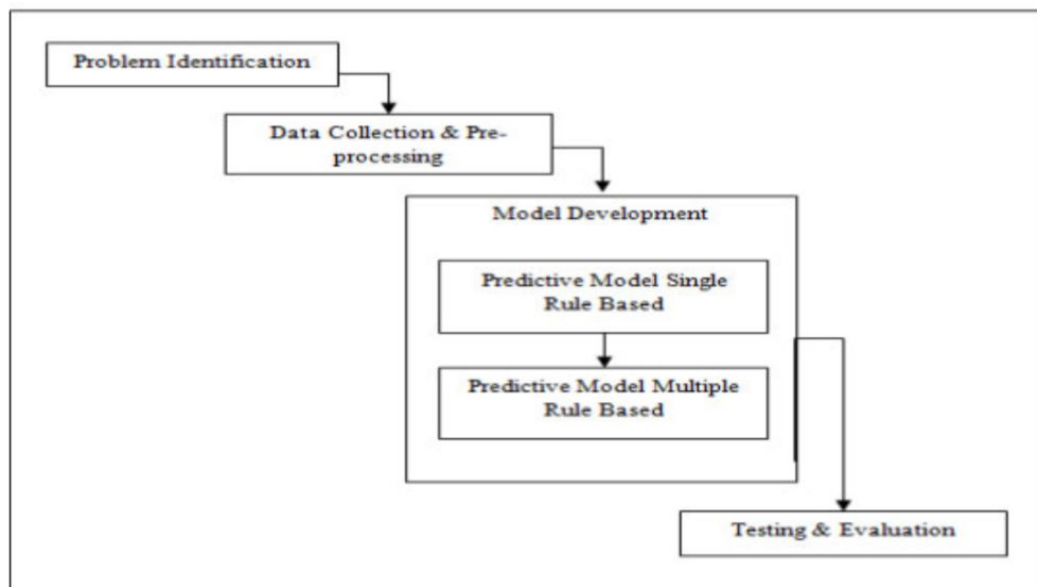 Problem Identification
Data Collection & Pre-
processing
Model Development
Predictive Model Single
Rule Based
Predictive Model Multiple
Rule Based
Testing & Evaluation